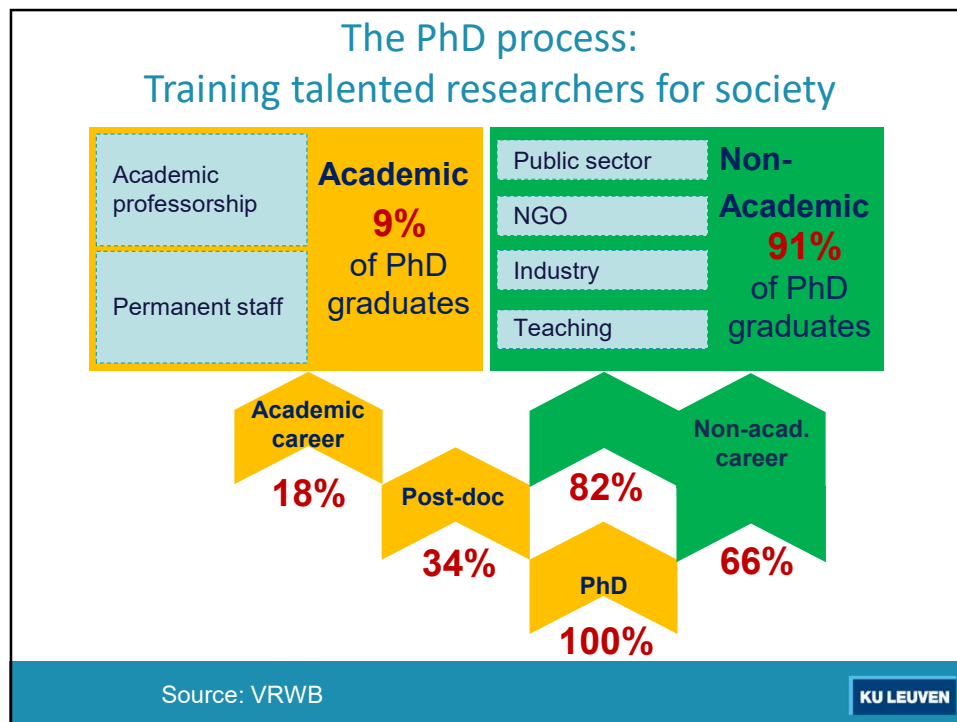 The PhD process:
Training talented researchers for society
Academic
professorship
Permanent staff
Academic
9%
of PhD
graduates
Public sector
NGO
Industry
Teaching
Non-
Academic
91%
of PhD
graduates
Academic
career
18%
Post-doc
34%
82%
PhD
100%
Non-acad.
career
66%
Source: VRWB
KU LEUVEN